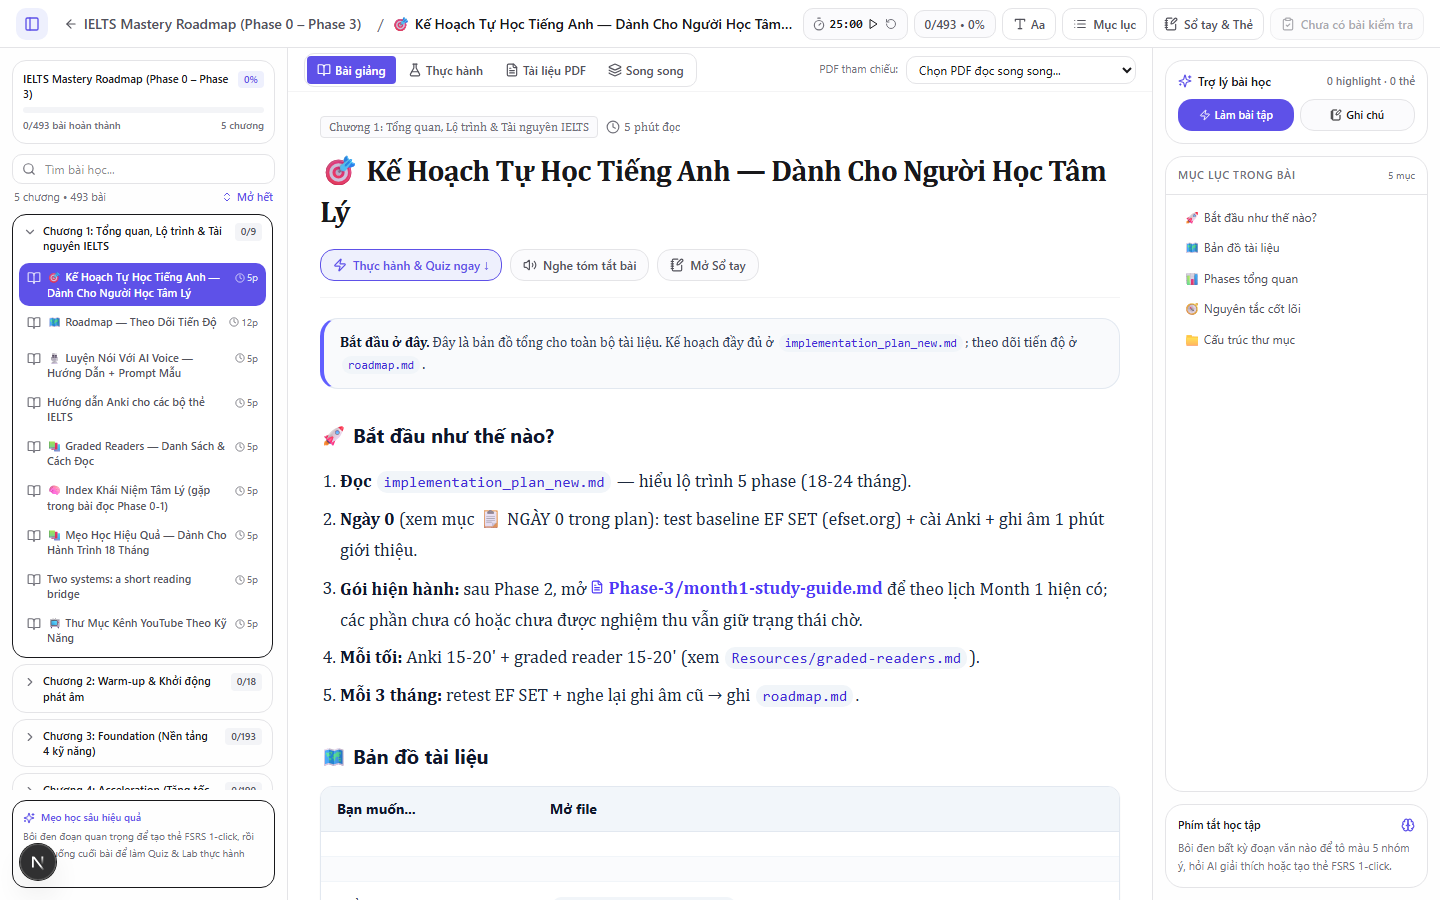 IELTS Mastery Roadmap (Phase 0 – Phase 3) / Kế Hoạch Tự Học Tiếng Anh — Dành Cho Người Học Tâm...
25:00
0/493 • 0%
Aa
Mục lục
Sổ tay & Thẻ
Chưa có bài kiểm tra
IELTS Mastery Roadmap (Phase 0 – Phase
3)
0%
0/493 bài hoàn thành
5 chương
Tìm bài học...
5 chương • 493 bài
Mở hết
Chương 1: Tổng quan, Lộ trình & Tài
nguyên IELTS
0/9
Kế Hoạch Tự Học Tiếng Anh —
Dành Cho Người Học Tâm Lý
5p
Roadmap — Theo Dõi Tiến Độ
12p
Luyện Nói Với AI Voice —
Hướng Dẫn + Prompt Mẫu
5p
Hướng dẫn Anki cho các bộ thẻ
IELTS
5p
Graded Readers — Danh Sách &
Cách Đọc
5p
Index Khái Niệm Tâm Lý (gặp
trong bài đọc Phase 0-1)
5p
Mẹo Học Hiệu Quả — Dành Cho
Hành Trình 18 Tháng
5p
Two systems: a short reading
bridge
5p
Thư Mục Kênh YouTube Theo Kỹ
Năng
5p
Chương 2: Warm-up & Khởi động
phát âm
0/18
Chương 3: Foundation (Nền tảng
4 kỹ năng)
0/193
Chương 4: Acceleration (Tăng tốc
Mẹo học sâu hiệu quả
Bôi đen đoạn quan trọng để tạo thẻ FSRS 1-click, rồi
cuối bài để làm Quiz & Lab thực hành
N
Bài giảng
Thực hành
Tài liệu PDF
Song song
PDF tham chiếu:
Chọn PDF đọc song song...
Chương 1: Tổng quan, Lộ trình & Tài nguyên IELTS
5 phút đọc
Kế Hoạch Tự Học Tiếng Anh — Dành Cho Người Học Tâm
Lý
Thực hành & Quiz ngay ↓
Nghe tóm tắt bài
Mở Sổ tay
Bắt đầu ở đây. Đây là bản đồ tổng cho toàn bộ tài liệu. Kế hoạch đầy đủ ở implementation_plan_new.md ; theo dõi tiến độ ở
roadmap.md .
Bắt đầu như thế nào?
1. Đọc implementation_plan_new.md — hiểu lộ trình 5 phase (18-24 tháng).
2. Ngày 0 (xem mục 📋 NGÀY 0 trong plan): test baseline EF SET (efset.org) + cài Anki + ghi âm 1 phút
giới thiệu.
3. Gói hiện hành: sau Phase 2, mở Phase-3/month1-study-guide.md để theo lịch Month 1 hiện có;
các phần chưa có hoặc chưa được nghiệm thu vẫn giữ trạng thái chờ.
4. Mỗi tối: Anki 15-20' + graded reader 15-20' (xem Resources/graded-readers.md ).
5. Mỗi 3 tháng: retest EF SET + nghe lại ghi âm cũ → ghi roadmap.md .
Bản đồ tài liệu
Bạn muốn...
Mở file
Trợ lý bài học
0 highlight · 0 thẻ
Làm bài tập
Ghi chú
MỤC LỤC TRONG BÀI
5 mục
Bắt đầu như thế nào?
Bản đồ tài liệu
Phases tổng quan
Nguyên tắc cốt lõi
Cấu trúc thư mục
Phím tắt học tập
Bôi đen bất kỳ đoạn văn nào để tô màu 5 nhóm
ý, hỏi AI giải thích hoặc tạo thẻ FSRS 1-click.